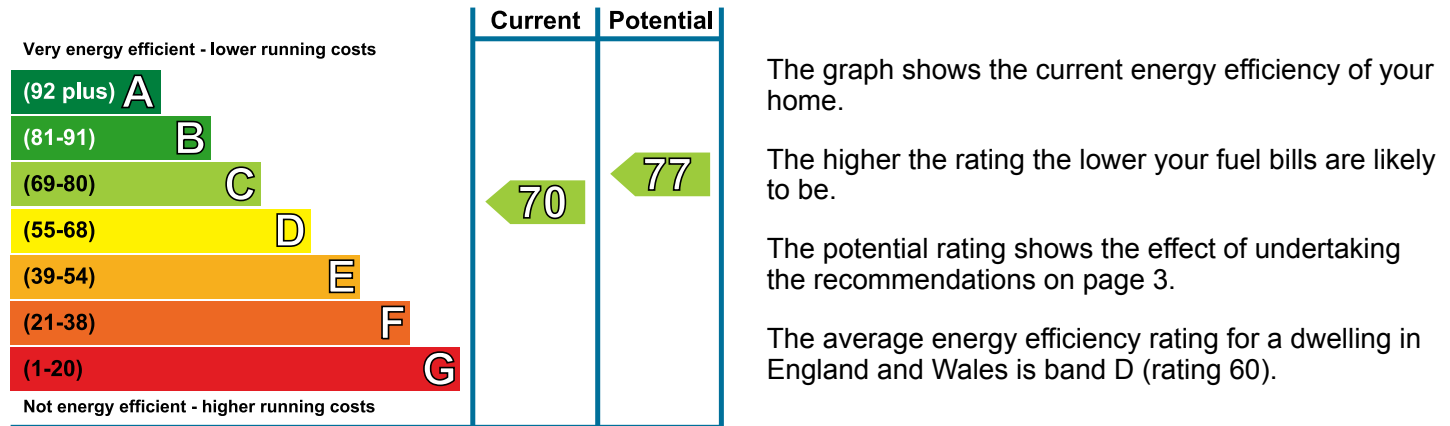 Current Potential
Very energy efficient - lower running costs
(92 plus) A
(81-91) B
(69-80) C
(55-68) D
(39-54) E
(21-38) F
(1-20) G
Not energy efficient - higher running costs
70
77
The graph shows the current energy efficiency of your
home.
The higher the rating the lower your fuel bills are likely
to be.
The potential rating shows the effect of undertaking
the recommendations on page 3.
The average energy efficiency rating for a dwelling in
England and Wales is band D (rating 60).